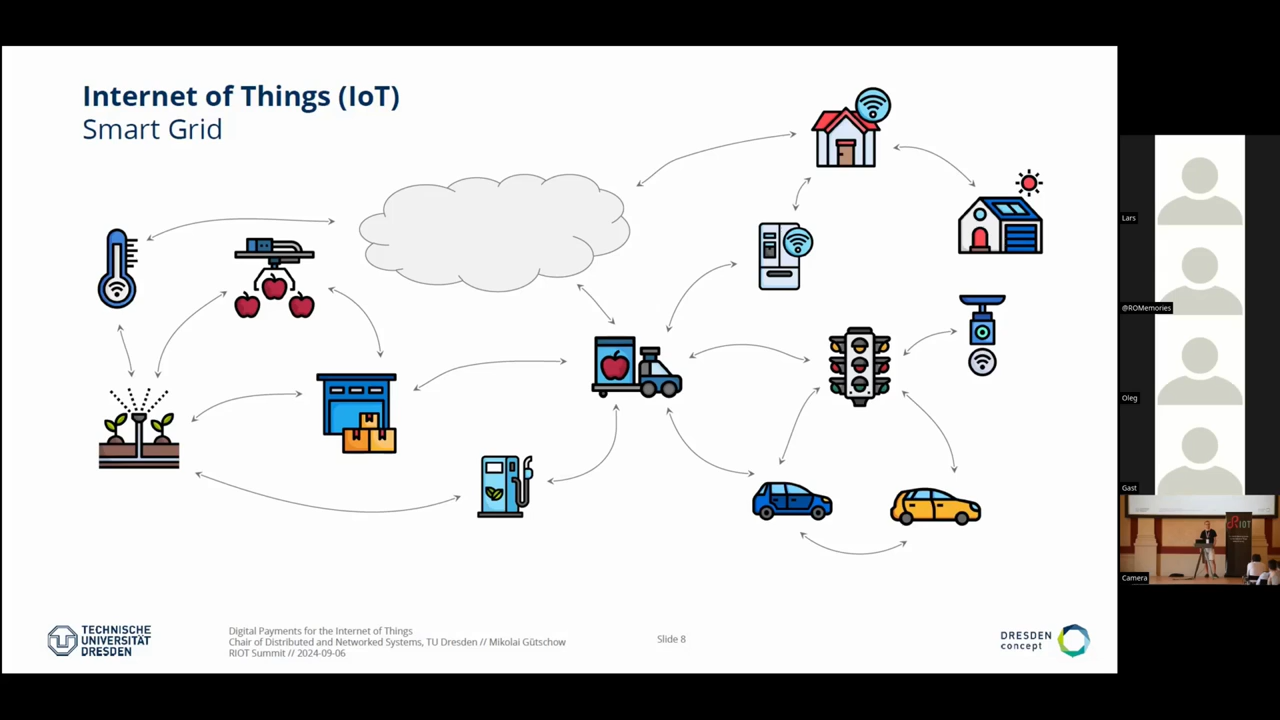 Internet of Things (IoT)
Smart Grid
TECHNISCHE
UNIVERSITÄT
DRESDEN
Digital Payments for the Internet of Things
Chair of Distributed and Networked Systems, TU Dresden // Mikolai Gütschow
RIOT Summit // 2024-09-06
Slide 8
DRESDEN
concept
Lars
@ROMemories
Oleg
Gast
RIOT
Camera